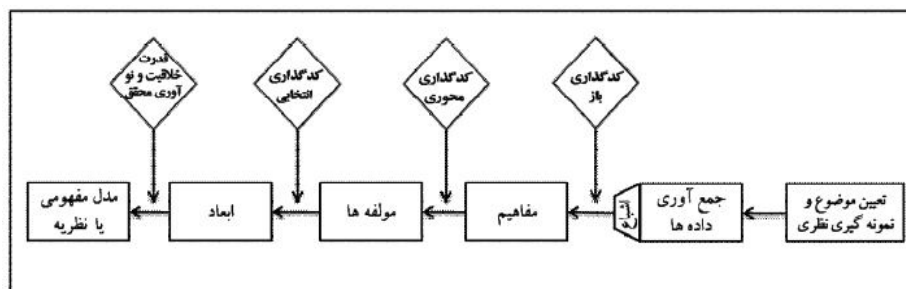 کدگذاری
باز
کدگذاری
محوری
کدگذاری
انتخابی
قدرت
خلاقیت و نو
آوری محقق
تعیین موضوع و
نمونه گیری نظری
جمع آوری
داده ها
اشباع
مفاهیم
مولفه ها
ابعاد
مدل مفهومی
یا نظریه